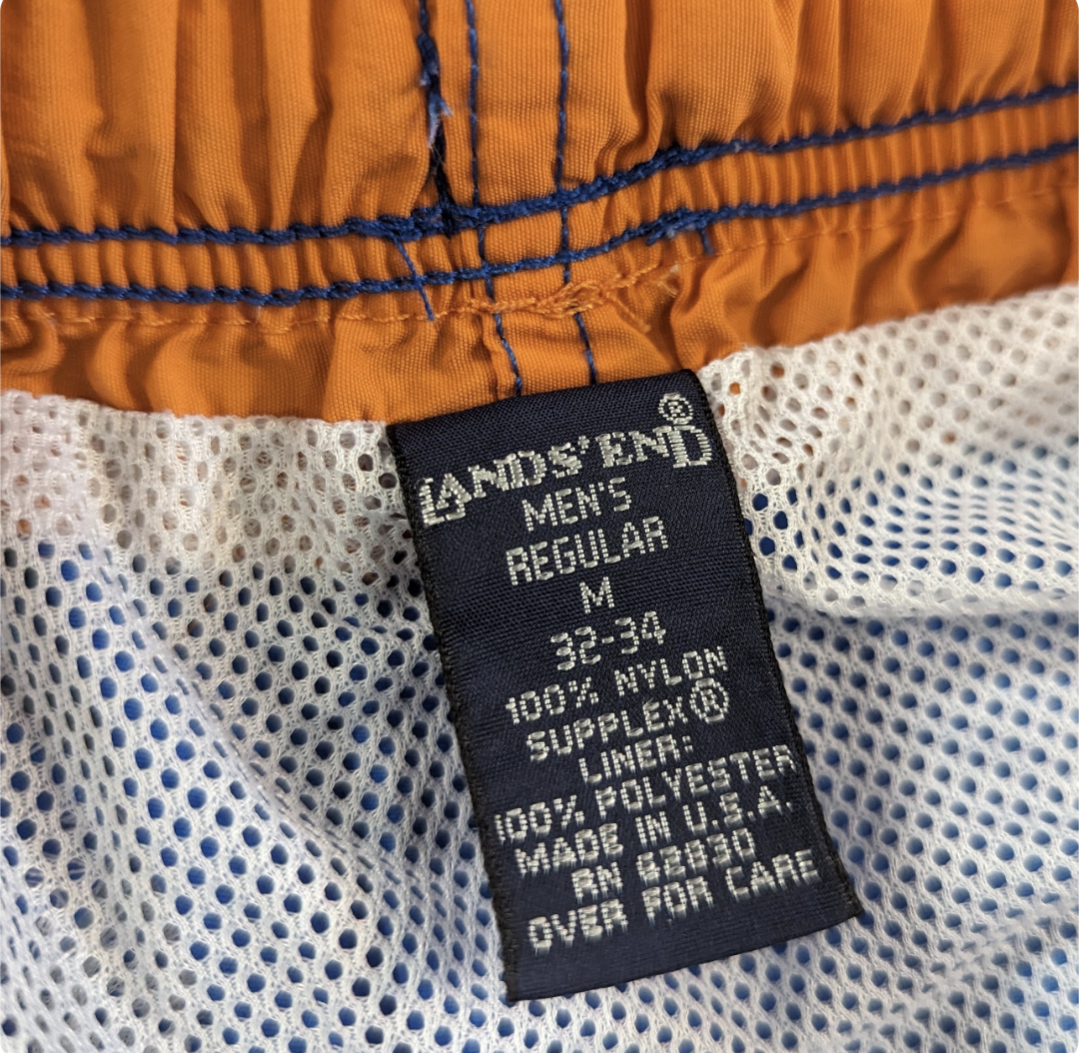 LANDS' END®
MEN'S
REGULAR
M
32-34
100% NYLON
SUPPLEX®
LINER:
100% POLYESTER
MADE IN U.S.A.
RN 62830
OVER FOR CARE